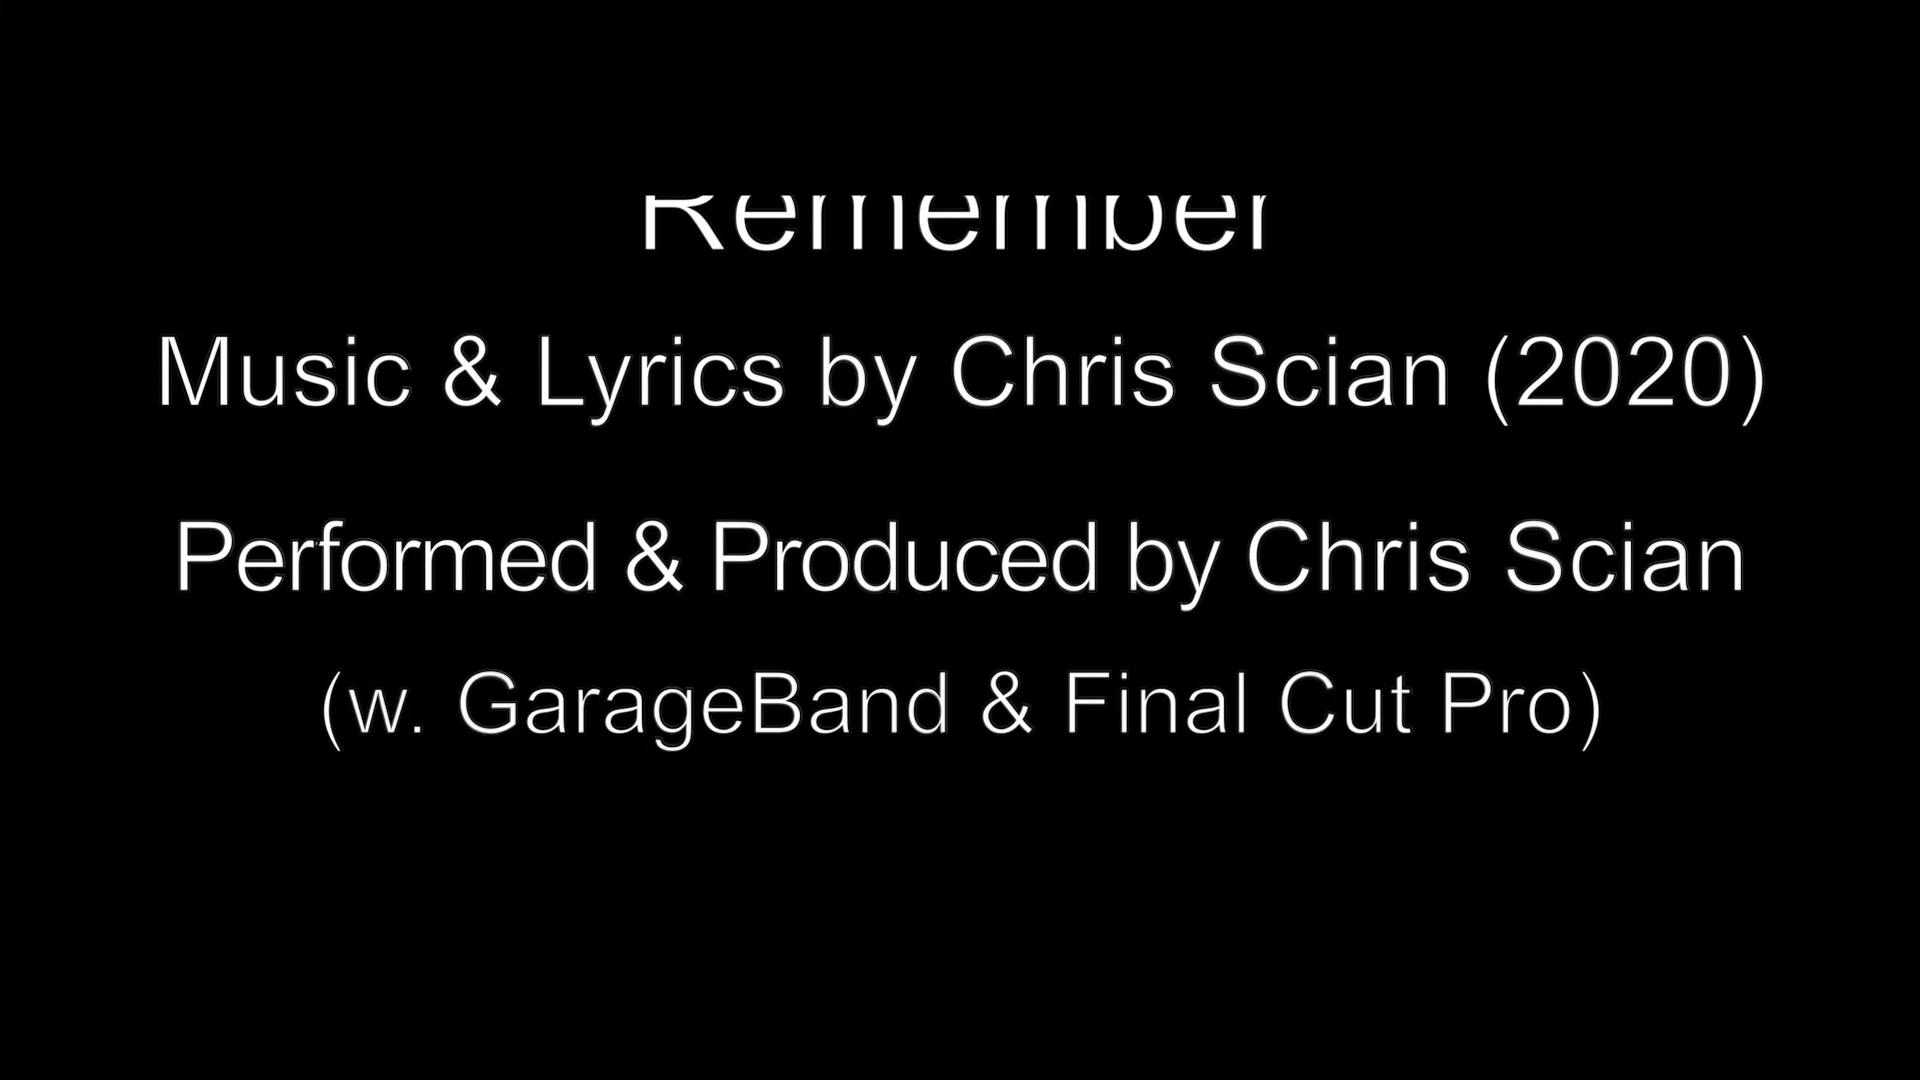 Remember
Music & Lyrics by Chris Scian (2020)
Performed & Produced by Chris Scian
(w. GarageBand & Final Cut Pro)